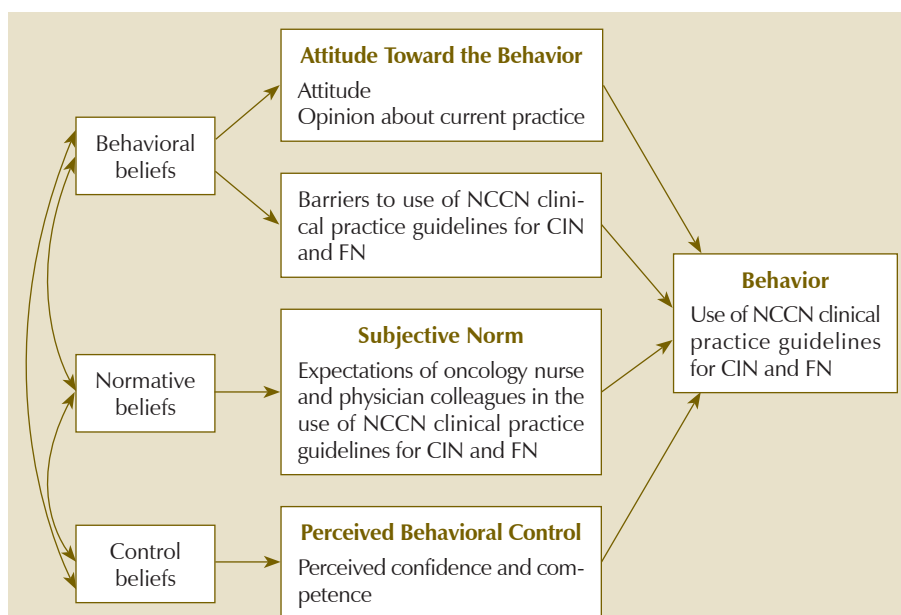 Attitude Toward the Behavior
Attitude
Opinion about current practice
Behavioral
beliefs
Barriers to use of NCCN clini-
cal practice guidelines for CIN
and FN
Behavior
Use of NCCN clinical
practice guidelines
for CIN and FN
Subjective Norm
Expectations of oncology nurse
and physician colleagues in the
use of NCCN clinical practice
guidelines for CIN and FN
Normative
beliefs
Perceived Behavioral Control
Perceived confidence and com-
petence
Control
beliefs